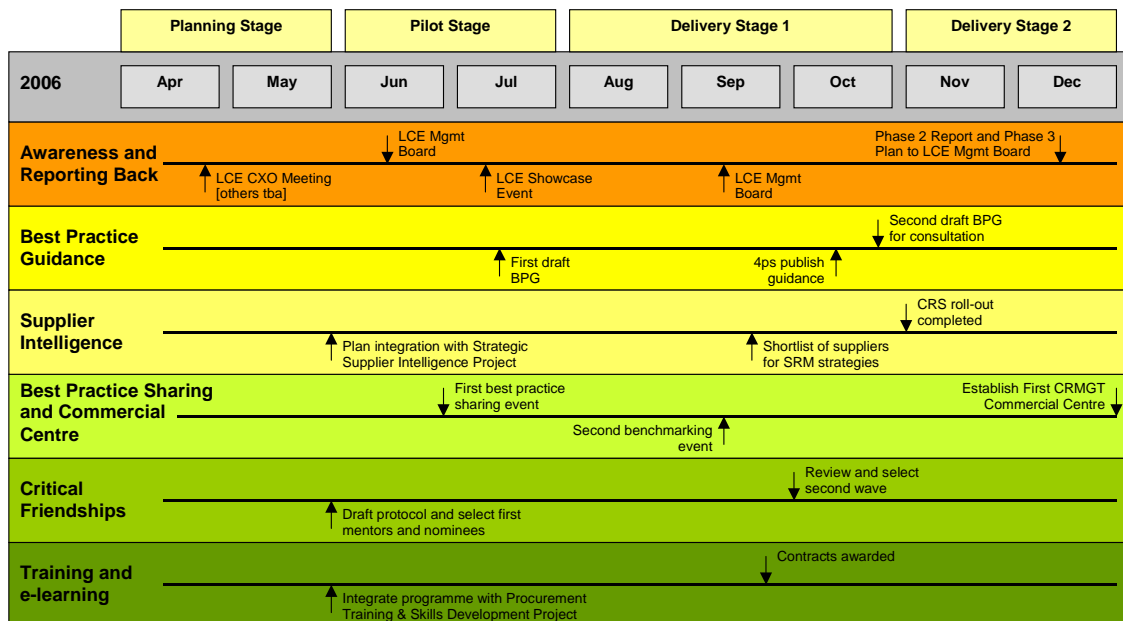 Planning Stage
Pilot Stage
Delivery Stage 1
Delivery Stage 2
2006
Apr
May
Jun
Jul
Aug
Sep
Oct
Nov
Dec
Awareness and
Reporting Back
LCE Mgmt
Board
Phase 2 Report and Phase 3
Plan to LCE Mgmt Board
LCE CXO Meeting
[others tba]
LCE Showcase
Event
LCE Mgmt
Board
Best Practice
Guidance
Second draft BPG
for consultation
First draft
BPG
4ps publish
guidance
Supplier
Intelligence
CRS roll-out
completed
Plan integration with Strategic
Supplier Intelligence Project
Shortlist of suppliers
for SRM strategies
Best Practice Sharing
and Commercial
Centre
First best practice
sharing event
Establish First CRMGT
Commercial Centre
Second benchmarking
event
Critical
Friendships
Review and select
second wave
Draft protocol and select first
mentors and nominees
Training and
e-learning
Contracts awarded
Integrate programme with Procurement
Training & Skills Development Project